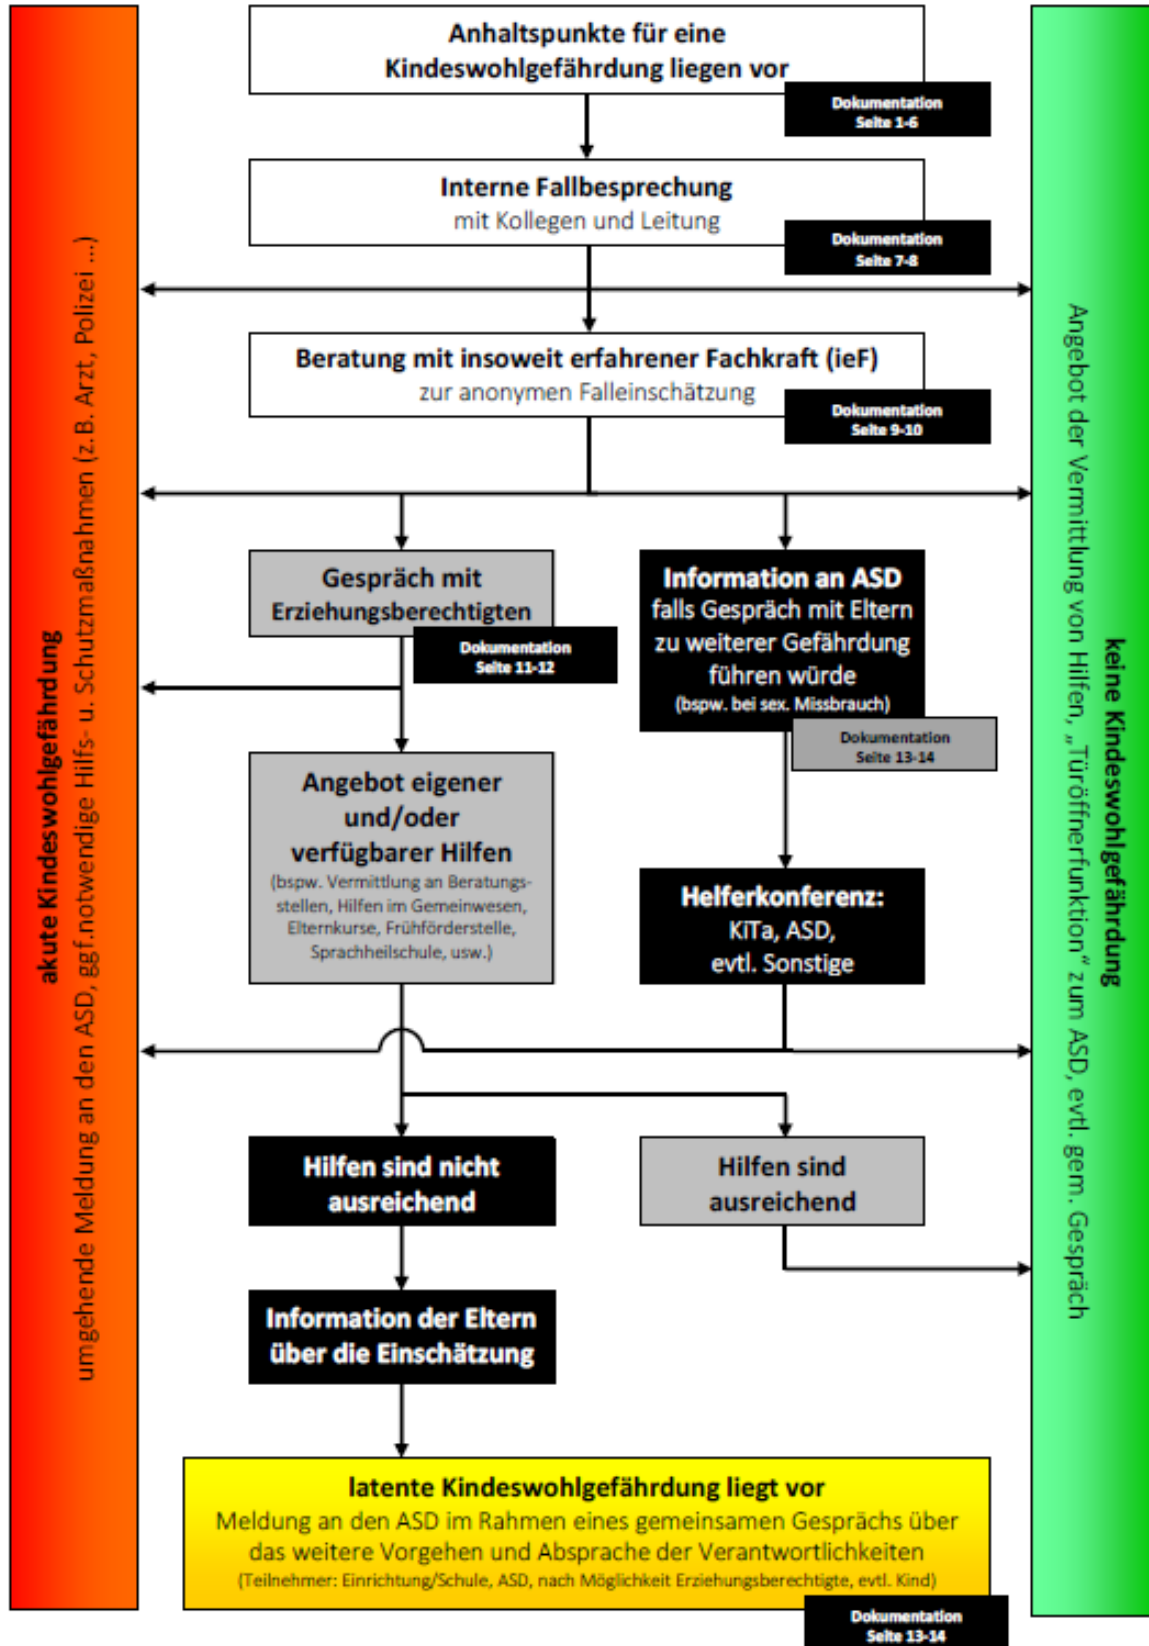 Anhaltspunkte für eine
Kindeswohlgefährdung liegen vor
Dokumentation
Seite 1-6
Interne Fallbesprechung
mit Kollegen und Leitung
Dokumentation
Seite 7-8
Beratung mit insoweit erfahrener Fachkraft (ieF)
zur anonymen Falleinschätzung
Dokumentation
Seite 9-10
Gespräch mit
Erziehungsberechtigten
Dokumentation
Seite 11-12
Information an ASD
falls Gespräch mit Eltern
zu weiterer Gefährdung
führen würde
(bspw. bei sex. Missbrauch)
Dokumentation
Seite 13-14
Angebot eigener
und/oder
verfügbarer Hilfen
(bspw. Vermittlung an Beratungs-
stellen, Hilfen im Gemeinwesen,
Elternkurse, Frühförderstelle,
Sprachheilschule, usw.)
Helferkonferenz:
KiTa, ASD,
evtl. Sonstige
Hilfen sind nicht
ausreichend
Hilfen sind
ausreichend
Information der Eltern
über die Einschätzung
latente Kindeswohlgefährdung liegt vor
Meldung an den ASD im Rahmen eines gemeinsamen Gesprächs über
das weitere Vorgehen und Absprache der Verantwortlichkeiten
(Teilnehmer: Einrichtung/Schule, ASD, nach Möglichkeit Erziehungsberechtigte, evtl. Kind)
Dokumentation
Seite 13-14
akute Kindeswohlgefährdung
umgehende Meldung an den ASD, ggf.notwendige Hilfs- u. Schutzmaßnahmen (z.B. Arzt, Polizei ...)
keine Kindeswohlgefährdung
Angebot der Vermittlung von Hilfen, „Türöffnerfunktion" zum ASD, evtl. gem. Gespräch